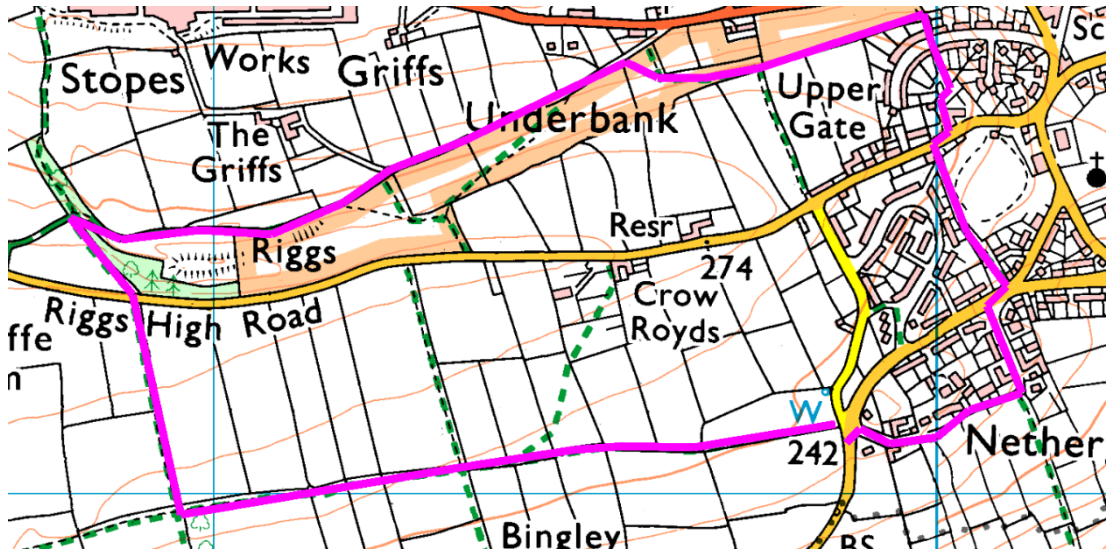 Works
Stopes
Griffs
Sc
The
Griffs
Underbank
Upper
Gate
Resr
Riggs
274
Crow
Royds
Riggs High Road
ffe
W
242
Nether
Bingley
BS